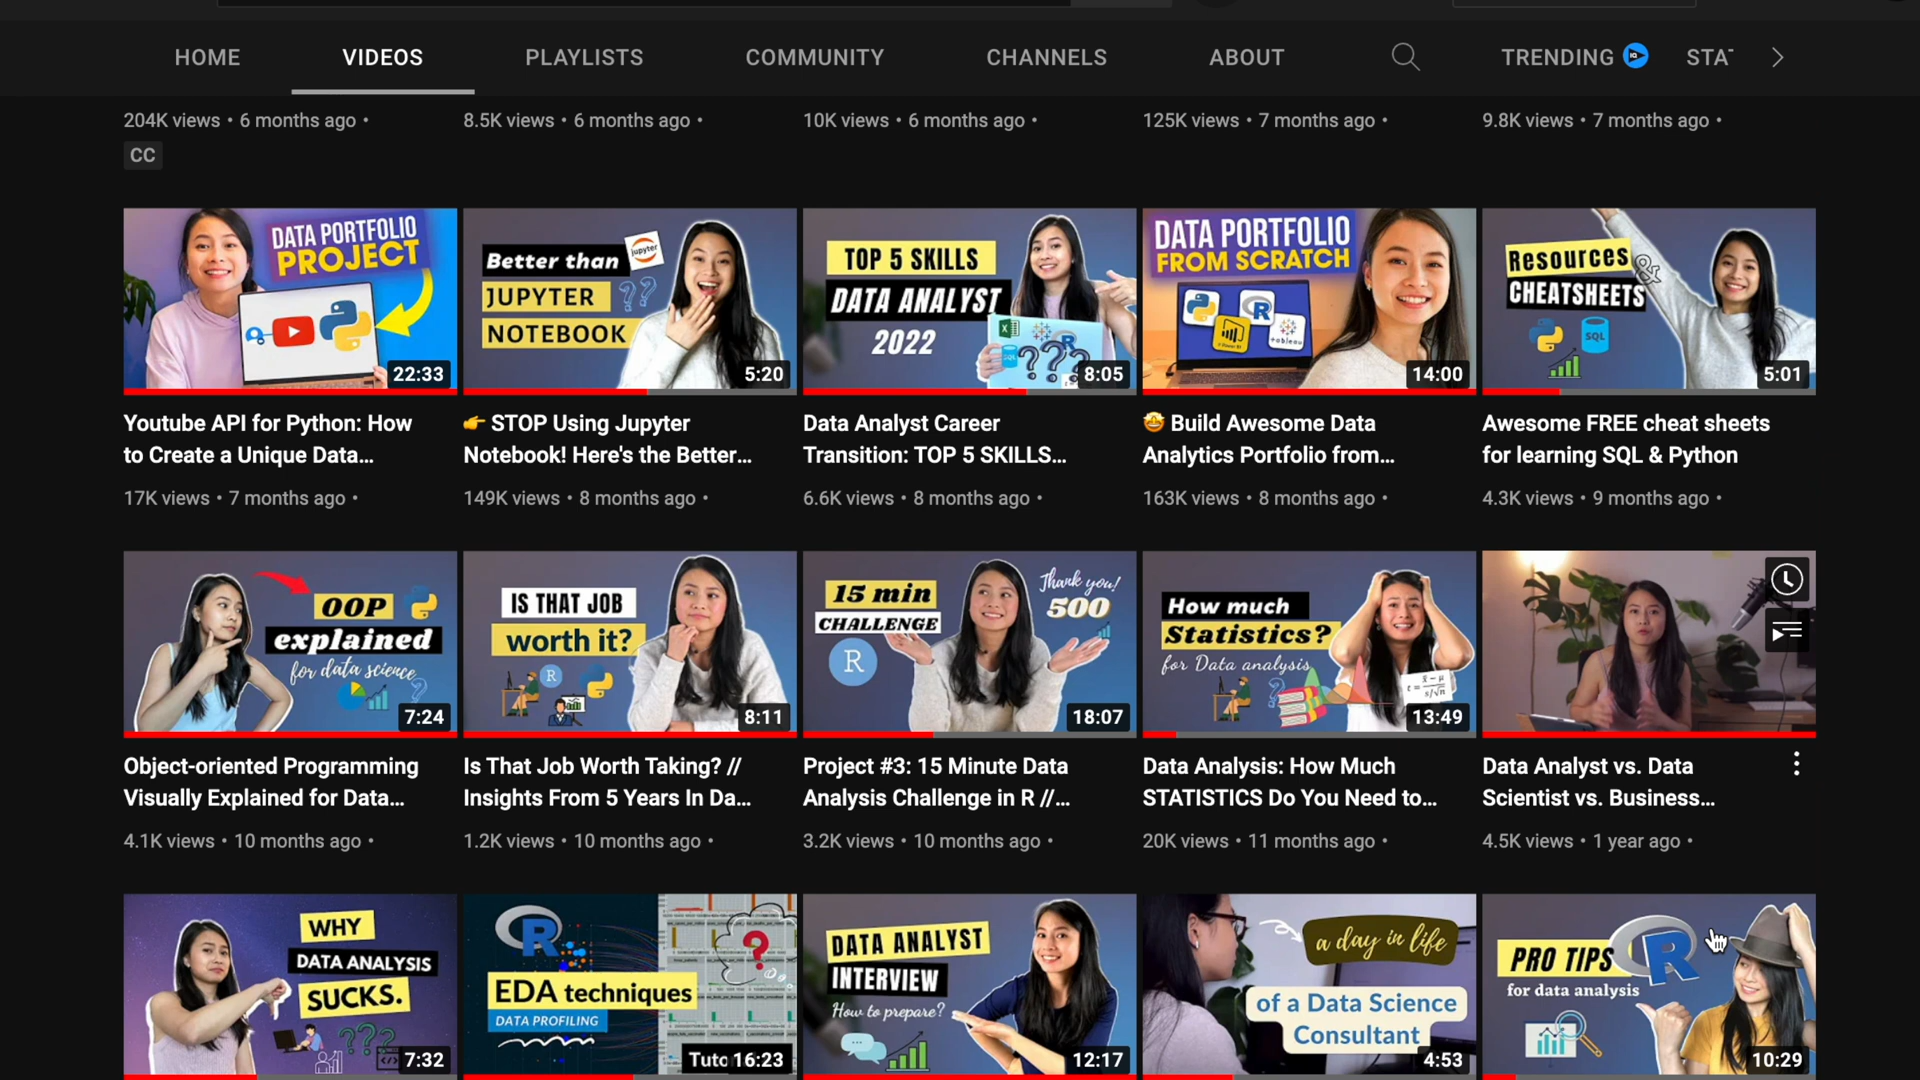 HOME VIDEOS PLAYLISTS COMMUNITY CHANNELS ABOUT TRENDING STAT
204K views • 6 months ago •
CC
8.5K views • 6 months ago •
10K views • 6 months ago •
125K views • 7 months ago •
9.8K views • 7 months ago •
DATA PORTFOLIO
PROJECT
22:33
Youtube API for Python: How
to Create a Unique Data...
17K views • 7 months ago •
Better than
jupyter
JUPYTER
NOTEBOOK
??
5:20
👉 STOP Using Jupyter
Notebook! Here's the Better...
149K views • 8 months ago •
TOP 5 SKILLS
DATA ANALYST
2022
SQL
R
???
8:05
Data Analyst Career
Transition: TOP 5 SKILLS...
6.6K views • 8 months ago •
DATA PORTFOLIO
FROM SCRATCH
R
Power BI
+ableau
14:00
🤩 Build Awesome Data
Analytics Portfolio from...
163K views • 8 months ago •
Resources
&
CHEATSHEETS
SQL
5:01
Awesome FREE cheat sheets
for learning SQL & Python
4.3K views • 9 months ago •
OOP
explained
for data science
?
7:24
Object-oriented Programming
Visually Explained for Data...
4.1K views • 10 months ago •
IS THAT JOB
worth it?
R
8:11
Is That Job Worth Taking? //
Insights From 5 Years In Da...
1.2K views • 10 months ago •
15 min
CHALLENGE
R
Thank you!
500
18:07
Project #3: 15 Minute Data
Analysis Challenge in R //...
3.2K views • 10 months ago •
How much
Statistics?
for Data analysis
?
t = x̄ − μ / s/√n
13:49
Data Analysis: How Much
STATISTICS Do You Need to...
20K views • 11 months ago •
Data Analyst vs. Data
Scientist vs. Business...
4.5K views • 1 year ago •
WHY
DATA ANALYSIS
SUCKS.
???
7:32
R
?
EDA techniques
DATA PROFILING
Tuto 16:23
DATA ANALYST
INTERVIEW
How to prepare?
12:17
a day in life
of a Data Science
Consultant
4:53
PRO TIPS R
for data analysis
10:29